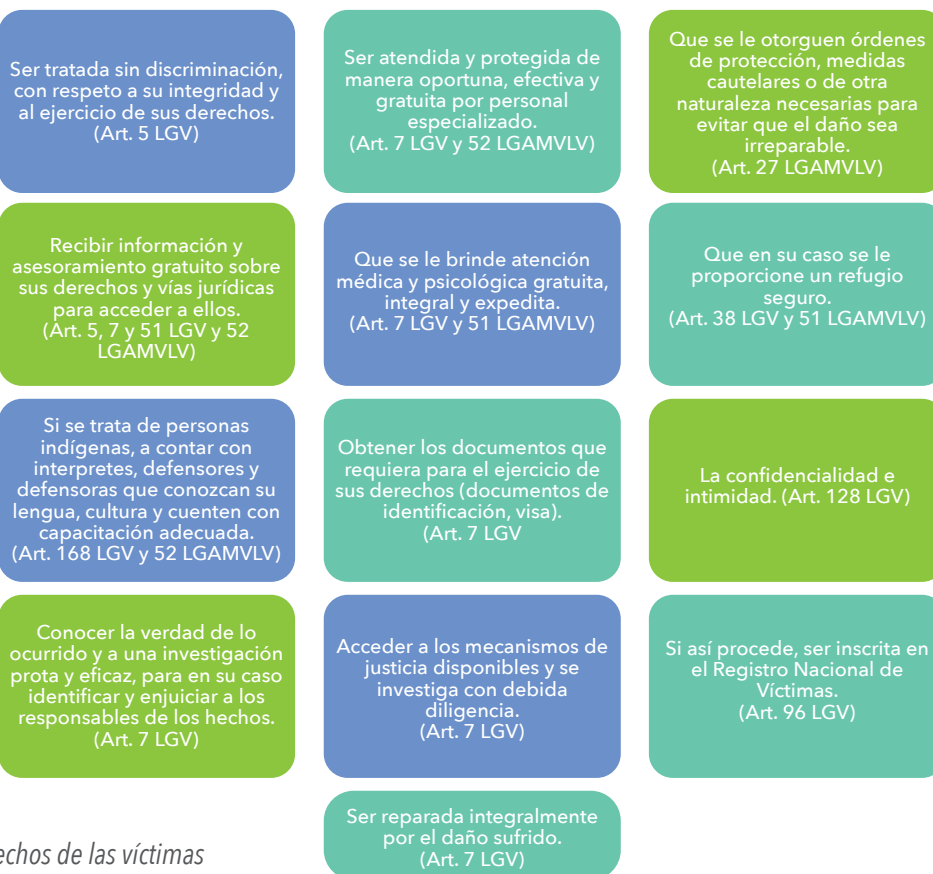 Ser tratada sin discriminación,
con respeto a su integridad y
al ejercicio de sus derechos.
(Art. 5 LGV)
Ser atendida y protegida de
manera oportuna, efectiva y
gratuita por personal
especializado.
(Art. 7 LGV y 52 LGAMVLV)
Que se le otorguen órdenes
de protección, medidas
cautelares o de otra
naturaleza necesarias para
evitar que el daño sea
irreparable.
(Art. 27 LGAMVLV)
Recibir información y
asesoramiento gratuito sobre
sus derechos y vías jurídicas
para acceder a ellos.
(Art. 5, 7 y 51 LGV y 52
LGAMVLV)
Que se le brinde atención
médica y psicológica gratuita,
integral y expedita.
(Art. 7 LGV y 51 LGAMVLV)
Que en su caso se le
proporcione un refugio
seguro.
(Art. 38 LGV y 51 LGAMVLV)
Si se trata de personas
indígenas, a contar con
interpretes, defensores y
defensoras que conozcan su
lengua, cultura y cuenten con
capacitación adecuada.
(Art. 168 LGV y 52 LGAMVLV)
Obtener los documentos que
requiera para el ejercicio de
sus derechos (documentos de
identificación, visa).
(Art. 7 LGV
La confidencialidad e
intimidad. (Art. 128 LGV)
Conocer la verdad de lo
ocurrido y a una investigación
prota y eficaz, para en su caso
identificar y enjuiciar a los
responsables de los hechos.
(Art. 7 LGV)
Acceder a los mecanismos de
justicia disponibles y se
investiga con debida
diligencia.
(Art. 7 LGV)
Si así procede, ser inscrita en
el Registro Nacional de
Víctimas.
(Art. 96 LGV)
Ser reparada integralmente
por el daño sufrido.
(Art. 7 LGV)
echos de las víctimas